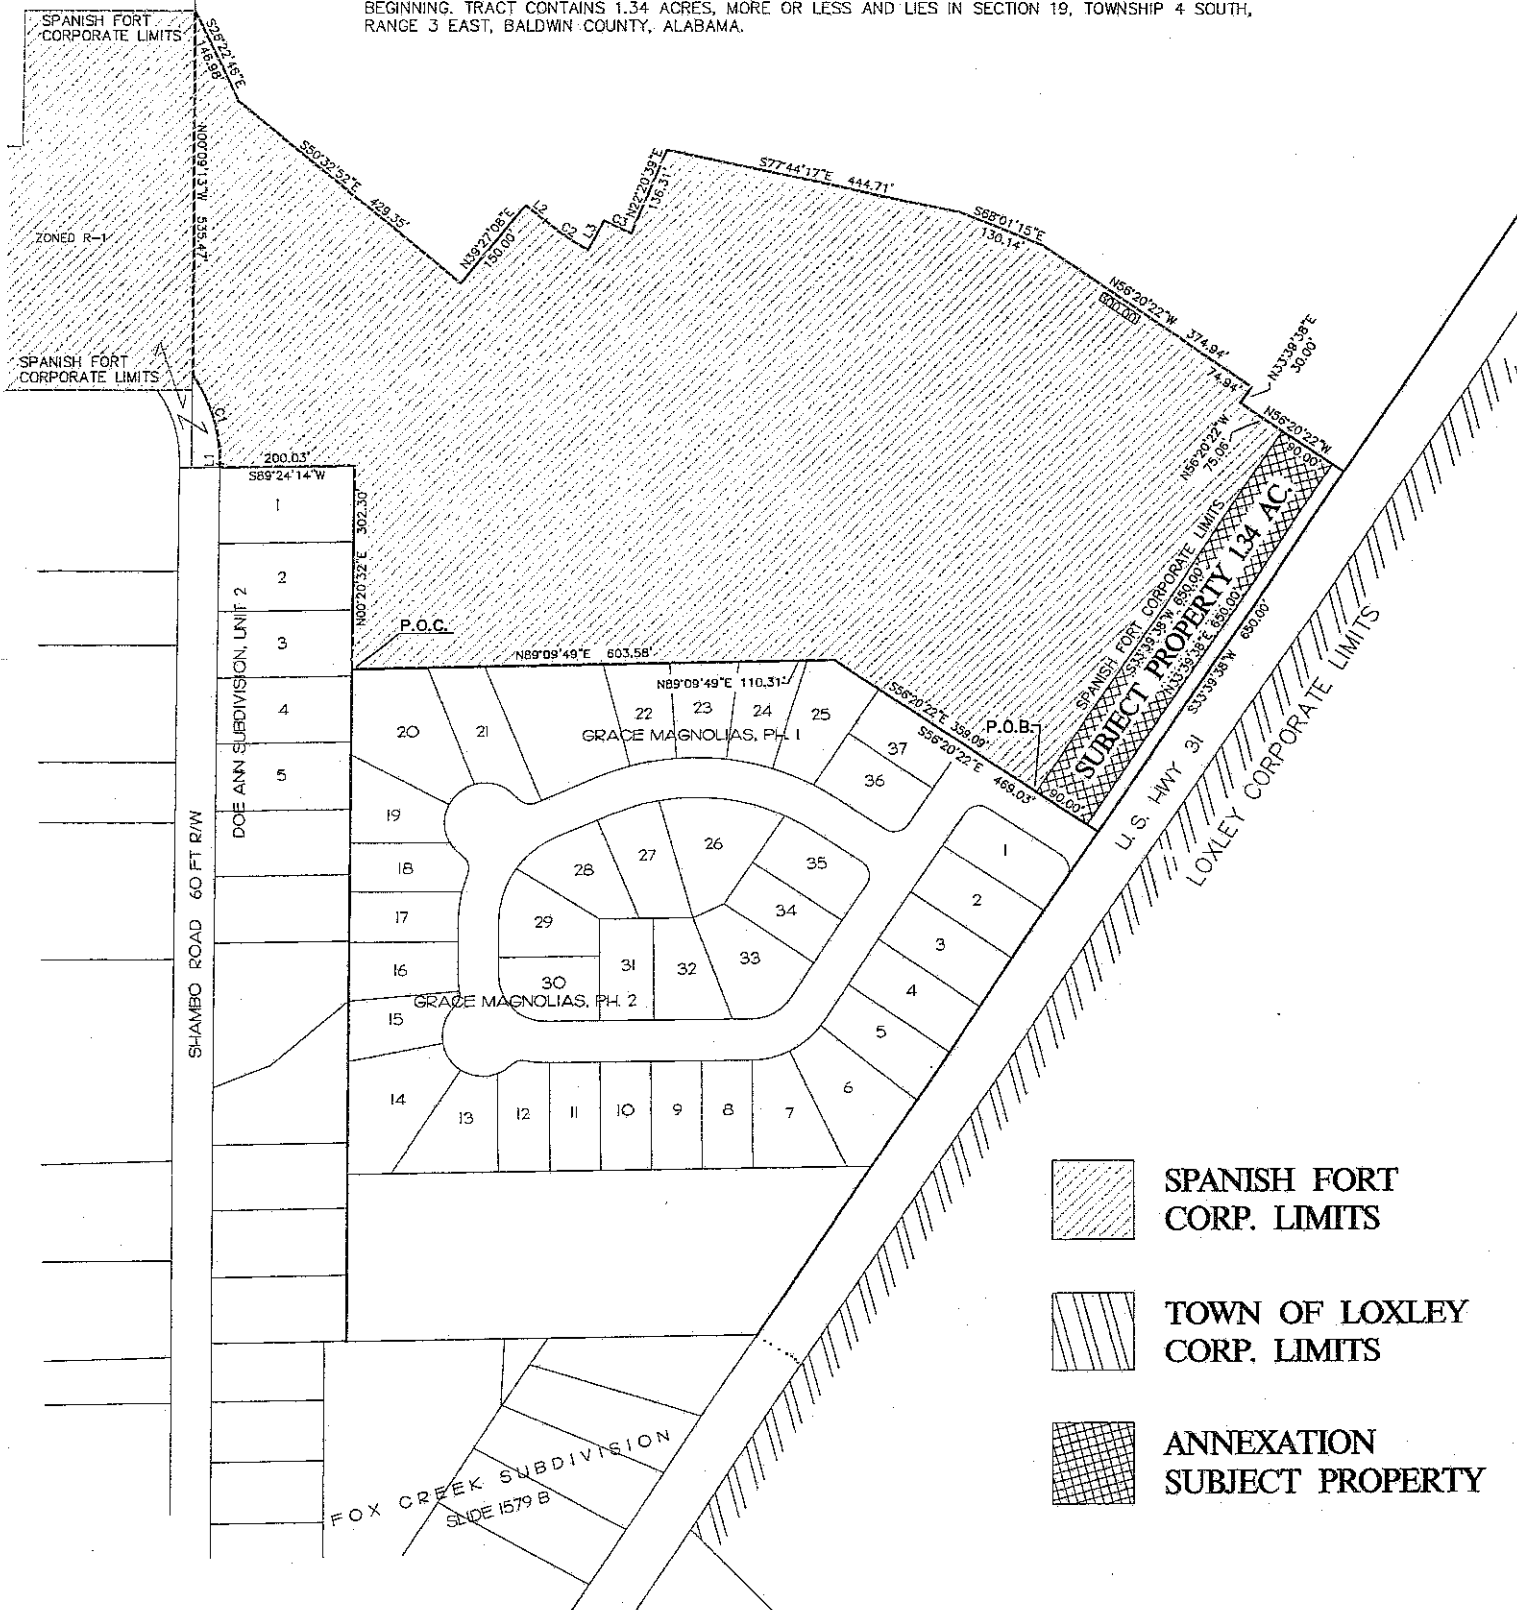 BEGINNING. TRACT CONTAINS 1.34 ACRES, MORE OR LESS AND LIES IN SECTION 19, TOWNSHIP 4 SOUTH,
RANGE 3 EAST, BALDWIN COUNTY, ALABAMA.
SPANISH FORT
CORPORATE LIMITS
S26°22'46"E
146.98'
N00°09'13"W 535.47'
S50°32'52"E
429.35'
N39°27'08"E
150.00'
L2
C2
L3
C3
N22°20'39"E
136.31'
S77°44'17"E 444.71'
S68°01'15"E
130.14'
N56°20'22"W
374.94'
600.00'
74.94'
N33°39'38"E
30.00'
N56°20'22"W
90.00'
N56°20'22"W
75.06'
ZONED R-1
SPANISH FORT
CORPORATE LIMITS
C1
L1
200.03'
S89°24'14"W
N00°20'32"E 302.30'
P.O.C.
N89°09'49"E 603.58'
N89°09'49"E 110.31'
S56°20'22"E 359.09'
S56°20'22"E 469.03'
P.O.B.
90.00'
SPANISH FORT CORPORATE LIMITS
S33°39'38"W 650.00'
SUBJECT PROPERTY 1.34 AC.
N33°39'38"E 650.00'
S33°39'38"W 650.00'
U.S. HWY 31
LOXLEY CORPORATE LIMITS
1
2
3
4
5
DOE ANN SUBDIVISION, UNIT 2
SHAMBO ROAD 60 FT R/W
20
21
22
23
24
25
GRACE MAGNOLIAS, PH. 1
37
36
19
18
17
16
15
14
13
12
11
10
9
8
7
6
5
4
3
2
1
26
27
28
29
30
31
32
33
34
35
GRACE MAGNOLIAS, PH. 2
FOX CREEK SUBDIVISION
SLIDE 1579 B
SPANISH FORT
CORP. LIMITS
TOWN OF LOXLEY
CORP. LIMITS
ANNEXATION
SUBJECT PROPERTY